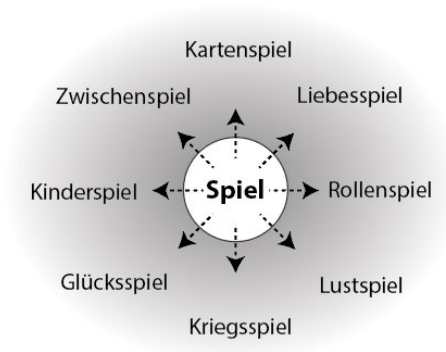 Kartenspiel
Zwischenspiel
Liebesspiel
Kinderspiel
Spiel
Rollenspiel
Glücksspiel
Lustspiel
Kriegsspiel